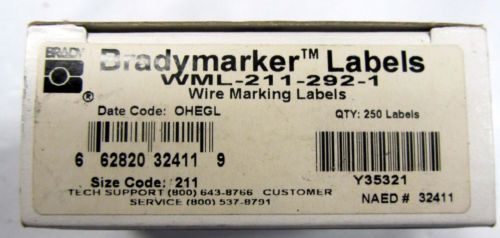 BRADY
®
Bradymarker™ Labels
WML-211-292-1
Wire Marking Labels
Date Code: OHEGL
QTY: 250 Labels
6 62820 32411 9
Size Code: 211
Y35321
TECH SUPPORT (800) 643-8766 CUSTOMER
SERVICE (800) 537-8791
NAED # 32411